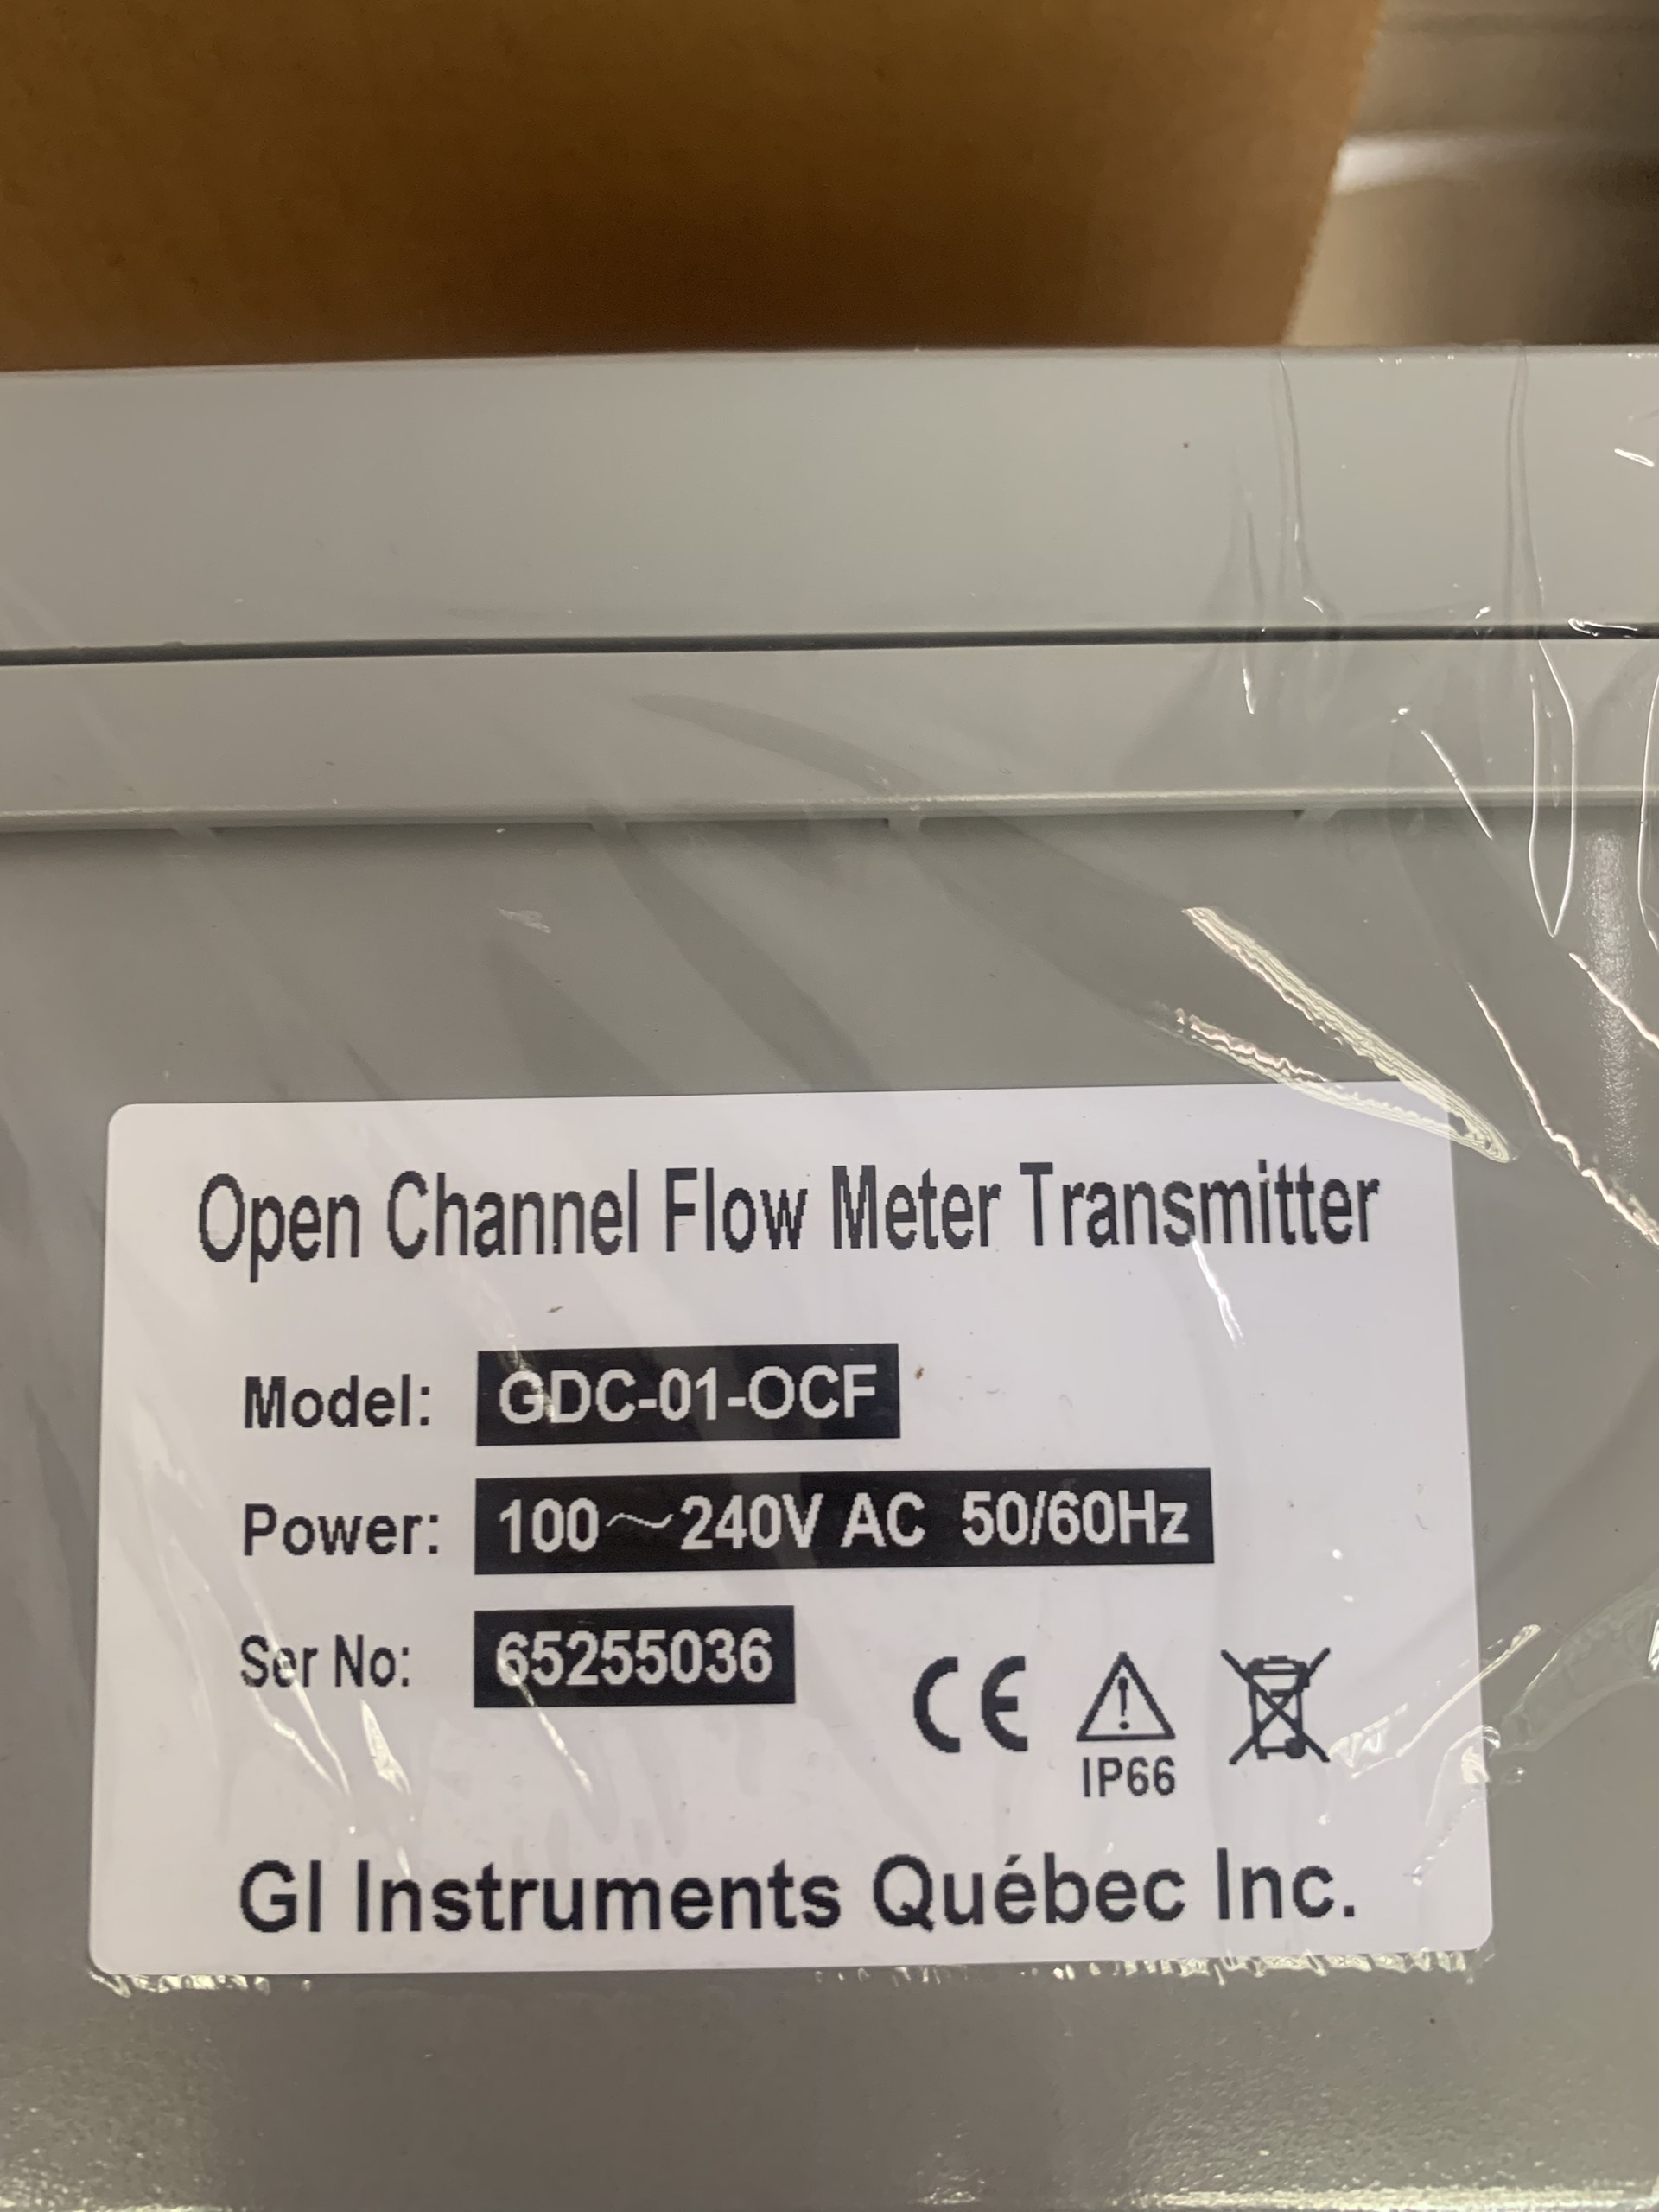 Open Channel Flow Meter Transmitter
Model: GDC-01-OCF
Power: 100～240V AC 50/60Hz
Ser No: 65255036
CE
IP66
GI Instruments Québec Inc.